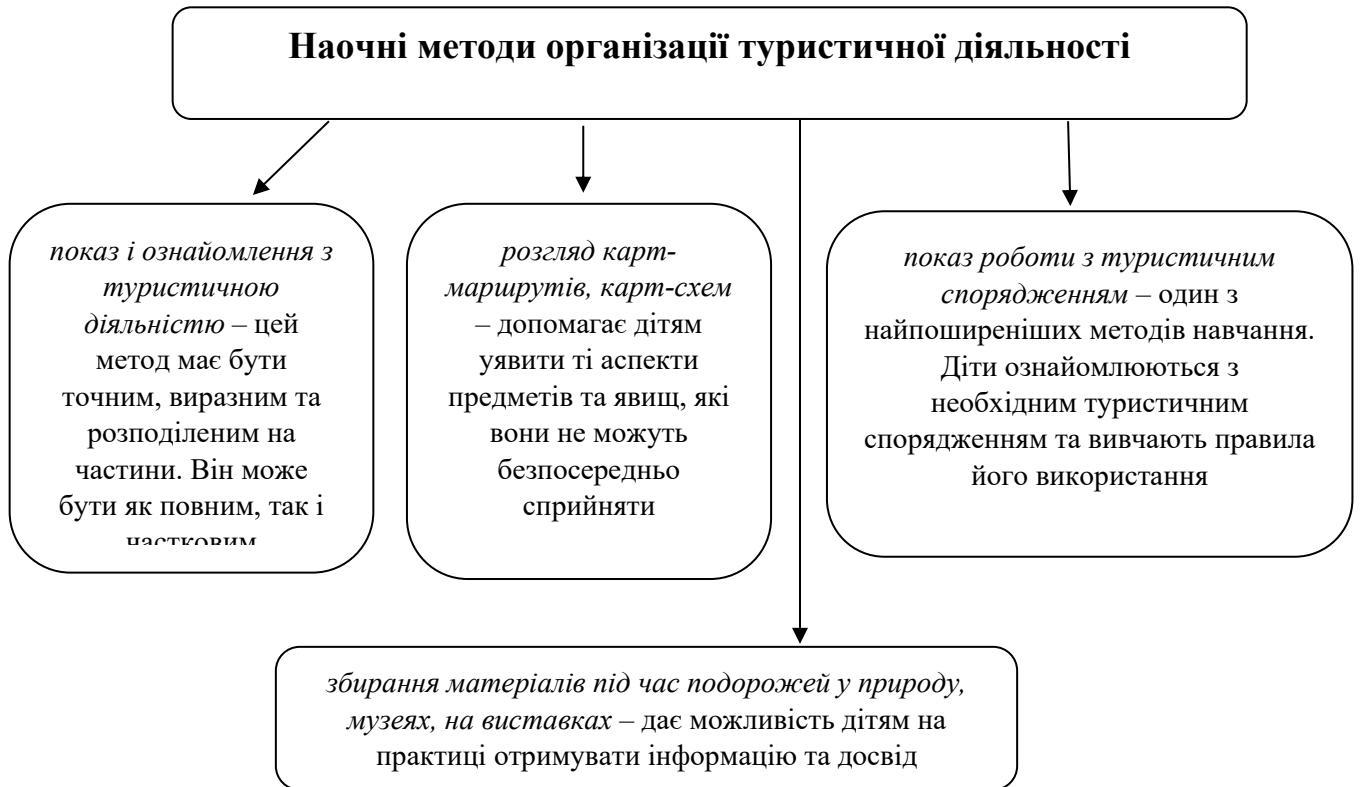 Наочні методи організації туристичної діяльності
показ і ознайомлення з
туристичною
діяльністю – цей
метод має бути
точним, виразним та
розподіленим на
частини. Він може
бути як повним, так і
частковим
розгляд карт-
маршрутів, карт-схем
– допомагає дітям
уявити ті аспекти
предметів та явищ, які
вони не можуть
безпосередньо
сприйняти
показ роботи з туристичним
спорядженням – один з
найпоширеніших методів навчання.
Діти ознайомлюються з
необхідним туристичним
спорядженням та вивчають правила
його використання
збирання матеріалів під час подорожей у природу,
музеях, на виставках – дає можливість дітям на
практиці отримувати інформацію та досвід